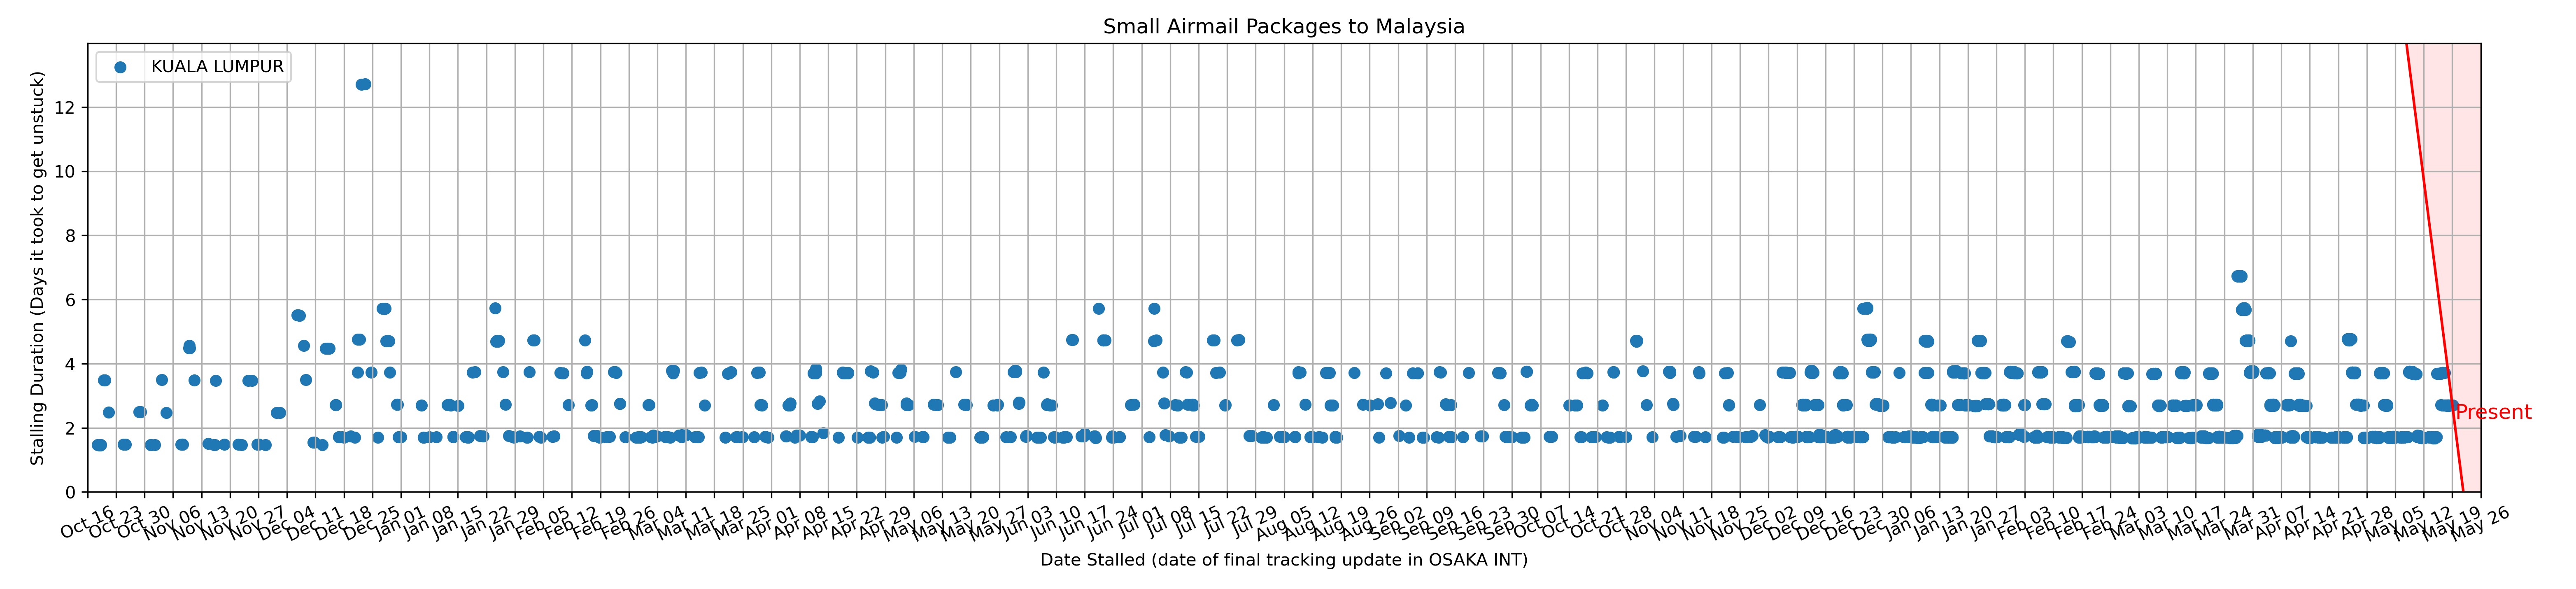 Small Airmail Packages to Malaysia
KUALA LUMPUR
Stalling Duration (Days it took to get unstuck)
12
10
8
6
4
2
0
Present
Oct 16 Oct 23 Oct 30 Nov 06 Nov 13 Nov 20 Nov 27 Dec 04 Dec 11 Dec 18 Dec 25 Jan 01 Jan 08 Jan 15 Jan 22 Jan 29 Feb 05 Feb 12 Feb 19 Feb 26 Mar 04 Mar 11 Mar 18 Mar 25 Apr 01 Apr 08 Apr 15 Apr 22 Apr 29 May 06 May 13 May 20 May 27 Jun 03 Jun 10 Jun 17 Jun 24 Jul 01 Jul 08 Jul 15 Jul 22 Jul 29 Aug 05 Aug 12 Aug 19 Aug 26 Sep 02 Sep 09 Sep 16 Sep 23 Sep 30 Oct 07 Oct 14 Oct 21 Oct 28 Nov 04 Nov 11 Nov 18 Nov 25 Dec 02 Dec 09 Dec 16 Dec 23 Dec 30 Jan 06 Jan 13 Jan 20 Jan 27 Feb 03 Feb 10 Feb 17 Feb 24 Mar 03 Mar 10 Mar 17 Mar 24 Mar 31 Apr 07 Apr 14 Apr 21 Apr 28 May 05 May 12 May 19 May 26
Date Stalled (date of final tracking update in OSAKA INT)